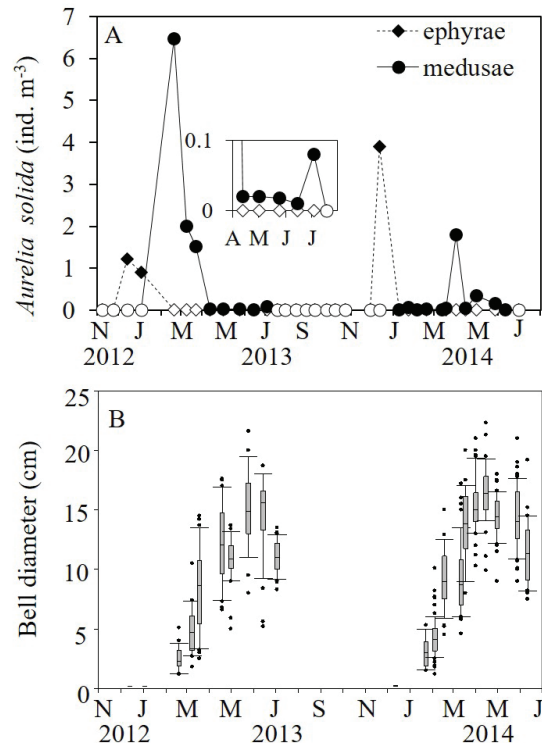 A
ephyrae
medusae
Aurelia solida (ind. m-3)
7
6
5
4
3
2
1
0
0.1
0
A M J J
N J M M J S N J M M J
2012 2013 2014
B
Bell diameter (cm)
25
20
15
10
5
0
N J M M J S N J M M J
2012 2013 2014